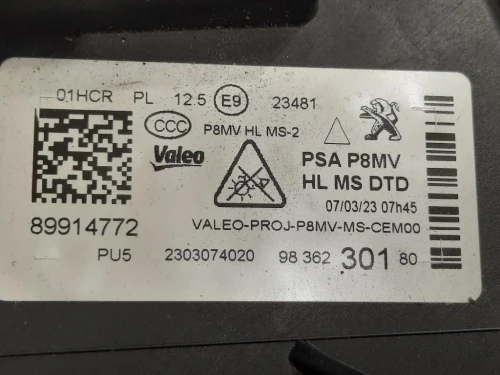 01HCR PL 12.5 E9 23481
CCC P8MV HL MS-2
Valeo
PSA P8MV
HL MS DTD
07/03/23 07h45
89914772
VALEO-PROJ-P8MV-MS-CEM00
PU5 2303074020 98 362 301 80